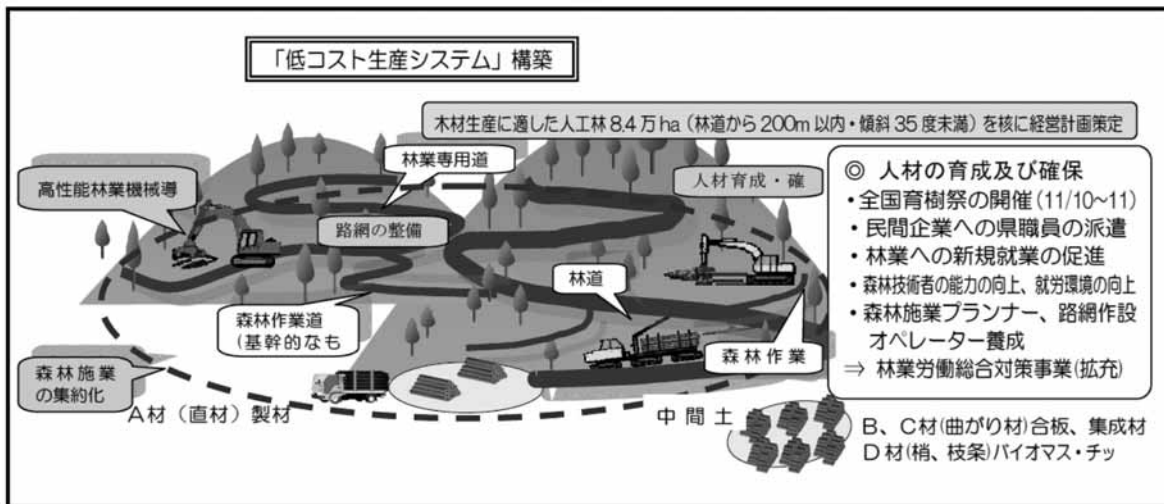 「低コスト生産システム」構築
木材生産に適した人工林8.4万ha（林道から200m以内・傾斜35度未満）を核に経営計画策定
高性能林業機械導
林業専用道
路網の整備
人材育成・確
林道
森林作業道
(基幹的なも
森林作業
森林施業
の集約化
A材（直材）製材
中間土
◎ 人材の育成及び確保
・全国育樹祭の開催(11/10~11)
・民間企業への県職員の派遣
・林業への新規就業の促進
・森林技術者の能力の向上、就労環境の向上
・森林施業プランナー、路網作設
オペレーター養成
⇒ 林業労働総合対策事業(拡充)
B、C材(曲がり材)合板、集成材
D材(梢、枝条)バイオマス・チッ